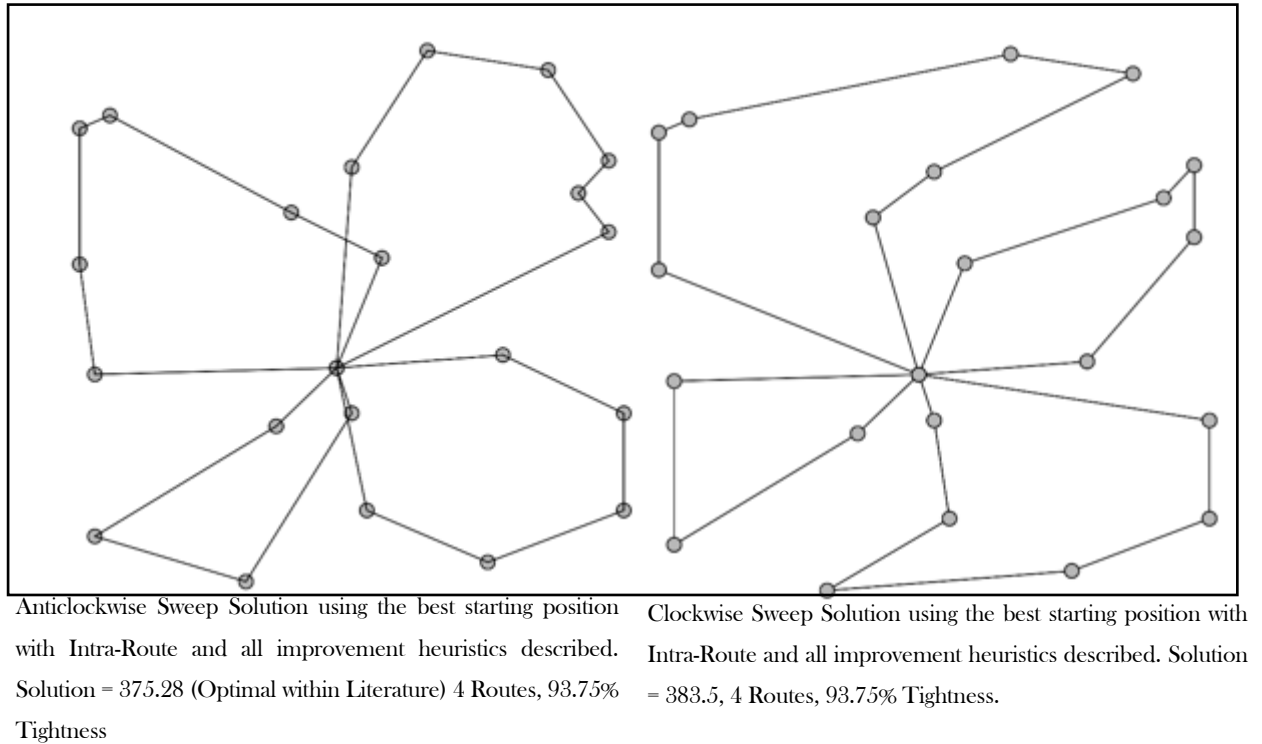 Anticlockwise Sweep Solution using the best starting position
with Intra-Route and all improvement heuristics described.
Solution = 375.28 (Optimal within Literature) 4 Routes, 93.75%
Tightness
Clockwise Sweep Solution using the best starting position with
Intra-Route and all improvement heuristics described. Solution
= 383.5, 4 Routes, 93.75% Tightness.